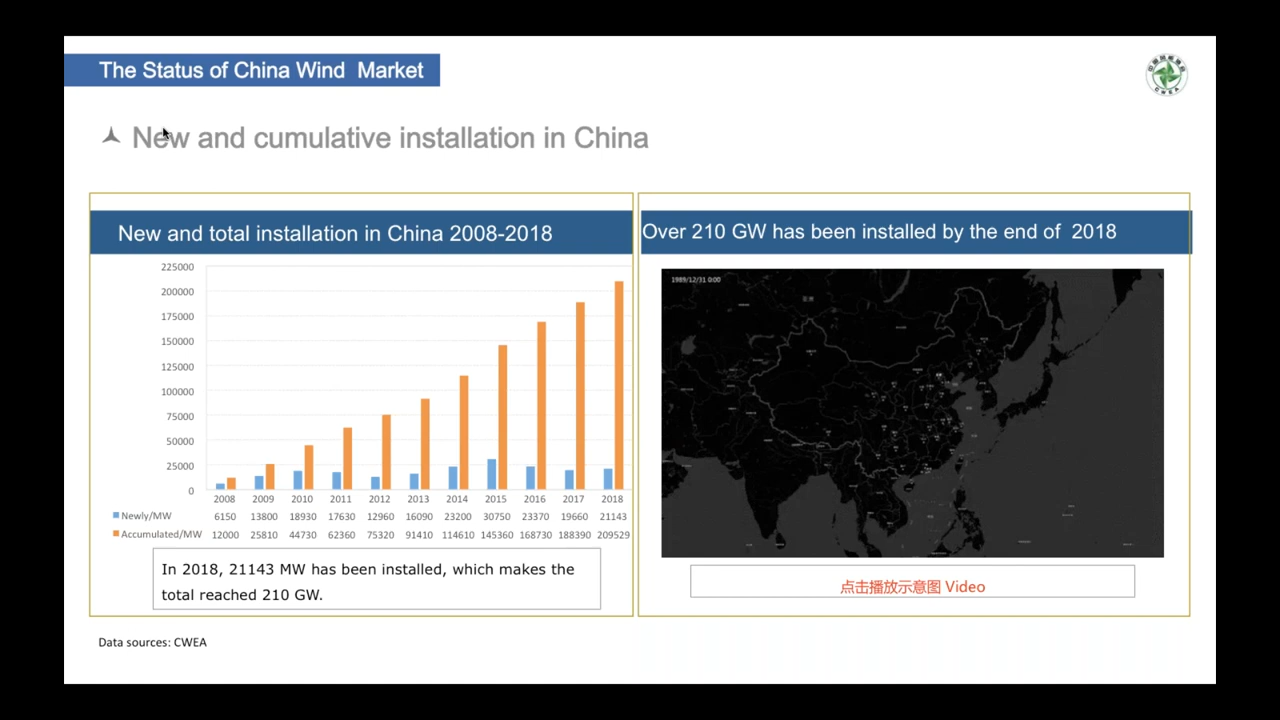 The Status of China Wind  Market
New and cumulative installation in China
New and total installation in China 2008-2018
225000
200000
175000
150000
125000
100000
75000
50000
25000
0
2008 2009 2010 2011 2012 2013 2014 2015 2016 2017 2018
Newly/MW 6150 13800 18930 17630 12960 16090 23200 30750 23370 19660 21143
Accumulated/MW 12000 25810 44730 62360 75320 91410 114610 145360 168730 188390 209529
In 2018, 21143 MW has been installed, which makes the
total reached 210 GW.
Over 210 GW has been installed by the end of  2018
1989/12/31 0:00
点击播放示意图 Video
Data sources: CWEA
CWEA